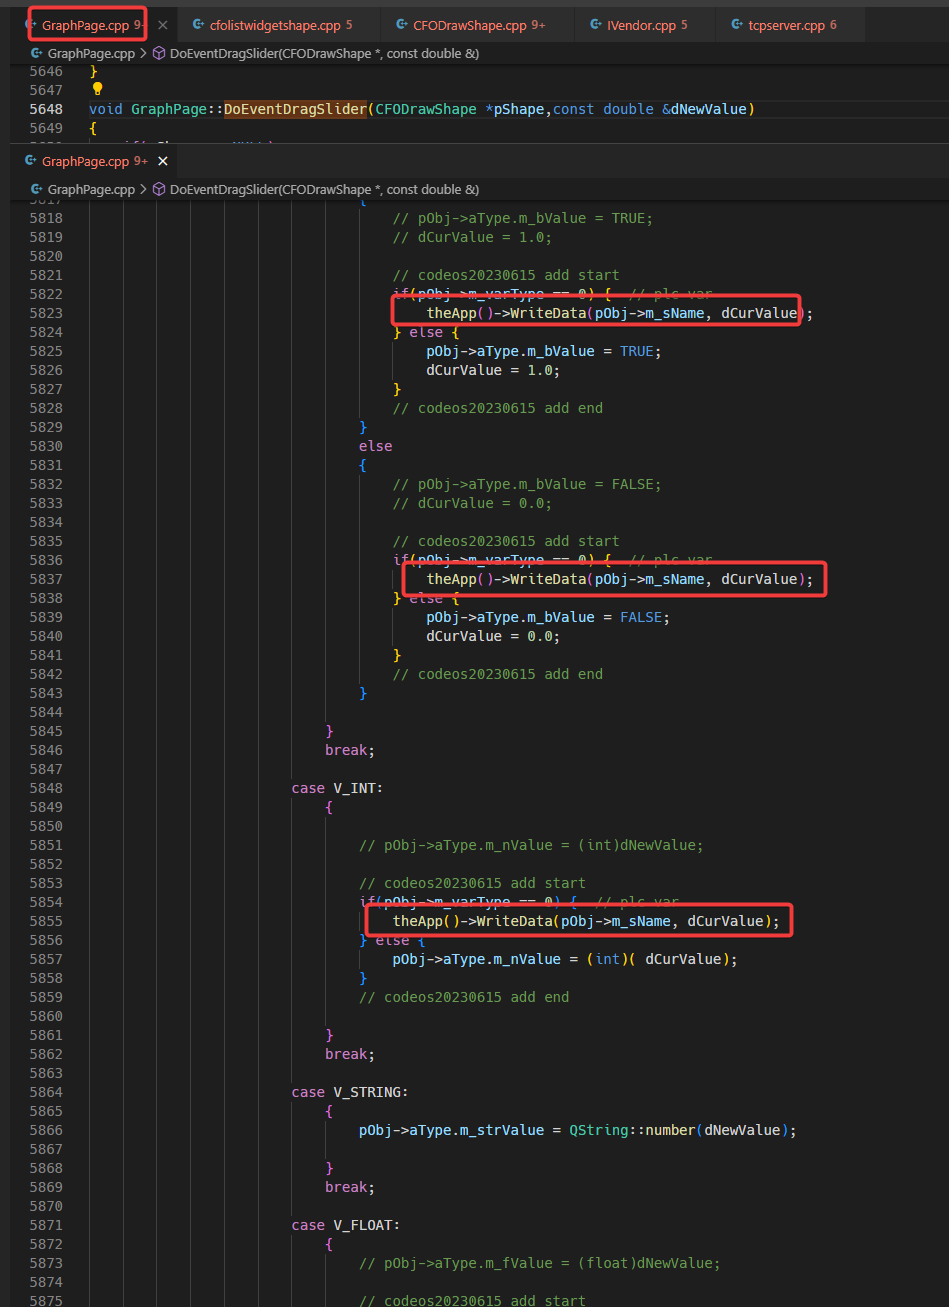 GraphPage.cpp 9+ cfolistwidgetshape.cpp 5 CFODrawShape.cpp 9+ IVendor.cpp 5 tcpserver.cpp 6
GraphPage.cpp > DoEventDragSlider(CFODrawShape *, const double &)
5646 }
5647
5648 void GraphPage::DoEventDragSlider(CFODrawShape *pShape,const double &dNewValue)
5649 {
GraphPage.cpp 9+
GraphPage.cpp > DoEventDragSlider(CFODrawShape *, const double &)
5817 {
5818 // pObj->aType.m_bValue = TRUE;
5819 // dCurValue = 1.0;
5820
5821 // codeos20230615 add start
5822 if(pObj->m_varType == 0) { // plc var
5823 theApp()->WriteData(pObj->m_sName, dCurValue);
5824 } else {
5825 pObj->aType.m_bValue = TRUE;
5826 dCurValue = 1.0;
5827 }
5828 // codeos20230615 add end
5829 }
5830 else
5831 {
5832 // pObj->aType.m_bValue = FALSE;
5833 // dCurValue = 0.0;
5834
5835 // codeos20230615 add start
5836 if(pObj->m_varType == 0) { // plc var
5837 theApp()->WriteData(pObj->m_sName, dCurValue);
5838 } else {
5839 pObj->aType.m_bValue = FALSE;
5840 dCurValue = 0.0;
5841 }
5842 // codeos20230615 add end
5843 }
5844
5845 }
5846 break;
5847
5848 case V_INT:
5849 {
5850
5851 // pObj->aType.m_nValue = (int)dNewValue;
5852
5853 // codeos20230615 add start
5854 if(pObj->m_varType == 0) { // plc var
5855 theApp()->WriteData(pObj->m_sName, dCurValue);
5856 } else {
5857 pObj->aType.m_nValue = (int)( dCurValue);
5858 }
5859 // codeos20230615 add end
5860
5861 }
5862 break;
5863
5864 case V_STRING:
5865 {
5866 pObj->aType.m_strValue = QString::number(dNewValue);
5867
5868 }
5869 break;
5870
5871 case V_FLOAT:
5872 {
5873 // pObj->aType.m_fValue = (float)dNewValue;
5874
5875 // codeos20230615 add start